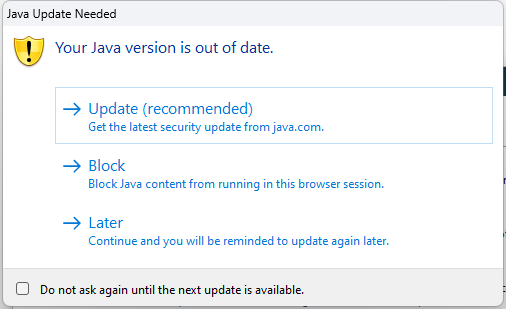 Java Update Needed
Your Java version is out of date.
Update (recommended)
Get the latest security update from java.com.
Block
Block Java content from running in this browser session.
Later
Continue and you will be reminded to update again later.
Do not ask again until the next update is available.